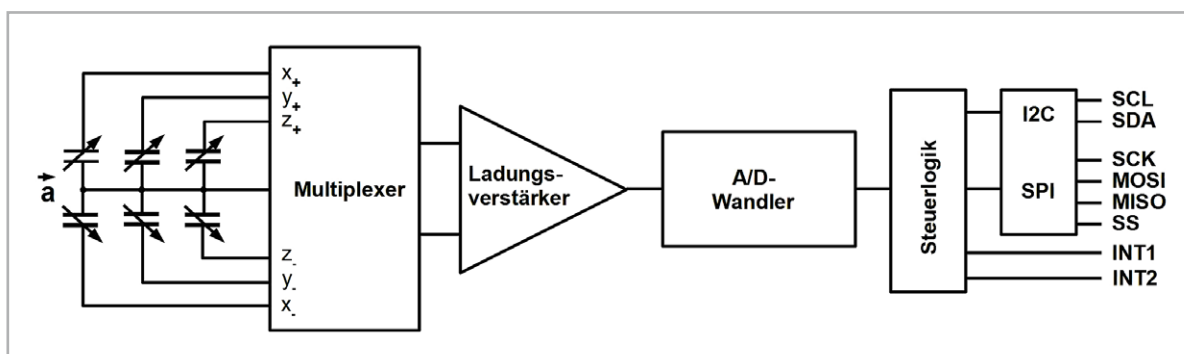 x+
y+
z+
a
Multiplexer
z-
y-
x-
Ladungs-
verstärker
A/D-
Wandler
Steuerlogik
I2C
SPI
SCL
SDA
SCK
MOSI
MISO
SS
INT1
INT2